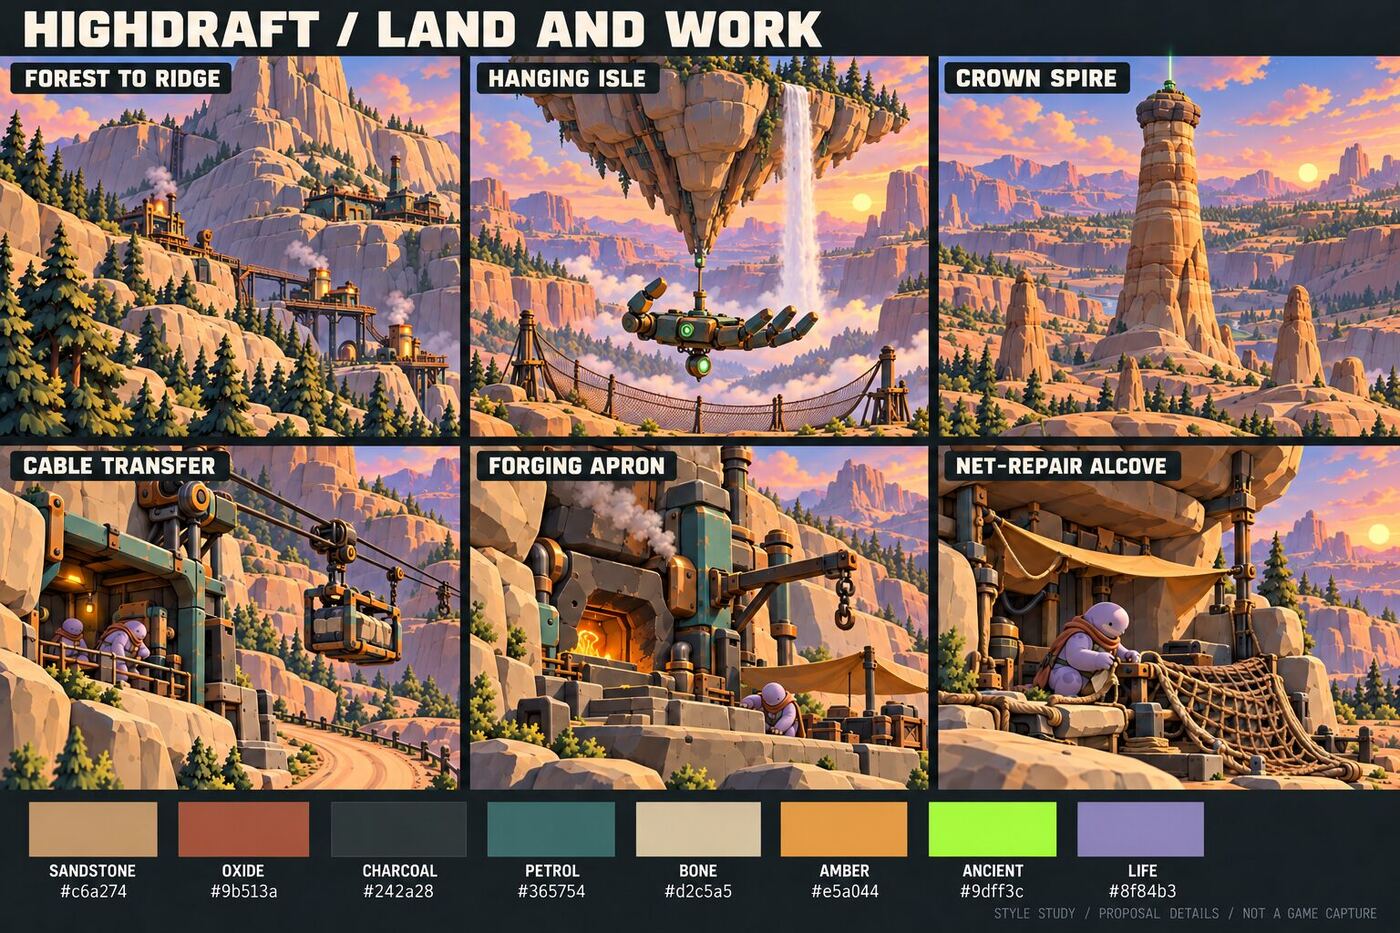 HIGHDRAFT / LAND AND WORK
FOREST TO RIDGE
HANGING ISLE
CROWN SPIRE
CABLE TRANSFER
FORGING APRON
NET-REPAIR ALCOVE
SANDSTONE
#c6a274
OXIDE
#9b513a
CHARCOAL
#242a28
PETROL
#365754
BONE
#d2c5a5
AMBER
#e5a044
ANCIENT
#9dff3c
LIFE
#8f84b3
STYLE STUDY / PROPOSAL DETAILS / NOT A GAME CAPTURE